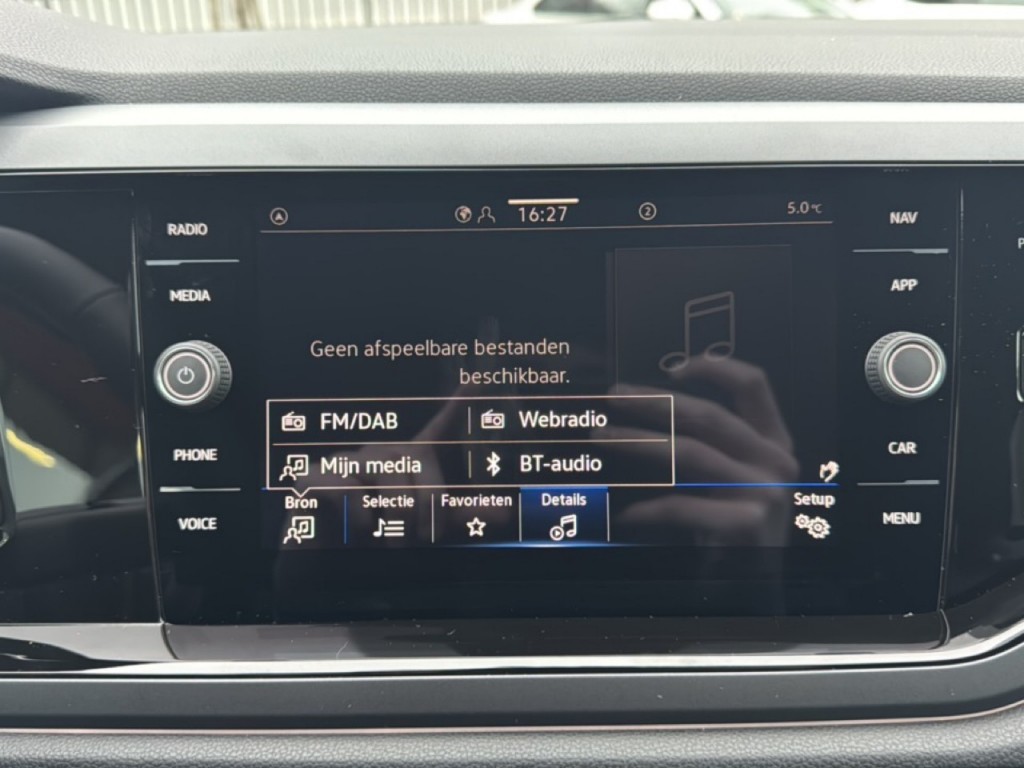 16:27
2
5.0 °C
RADIO
MEDIA
PHONE
VOICE
NAV
APP
CAR
MENU
Geen afspeelbare bestanden
beschikbaar.
FM/DAB
Webradio
Mijn media
BT-audio
Bron
Selectie
Favorieten
Details
Setup